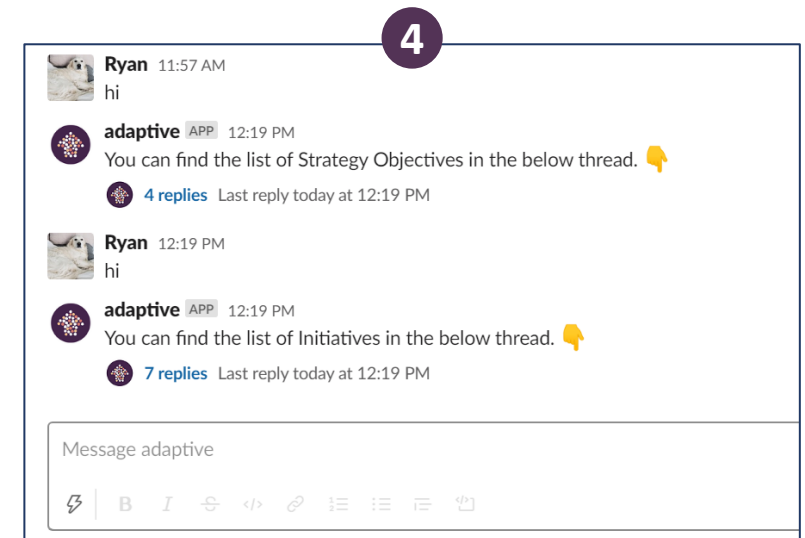 4
Ryan 11:57 AM
hi
adaptive APP 12:19 PM
You can find the list of Strategy Objectives in the below thread. 👇
4 replies Last reply today at 12:19 PM
Ryan 12:19 PM
hi
adaptive APP 12:19 PM
You can find the list of Initiatives in the below thread. 👇
7 replies Last reply today at 12:19 PM
Message adaptive
B I S </>